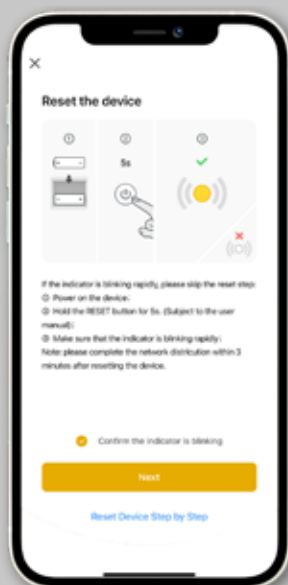 Reset the device
①
②
③
5s
If the indicator is blinking rapidly, please skip the reset step:
① Power on the device;
② Hold the RESET button for 5s. (Subject to the user
manual);
③ Make sure that the indicator is blinking rapidly;
Note: please complete the network distribution within 3
minutes after resetting the device.
Confirm the indicator is blinking
Next
Reset Device Step by Step